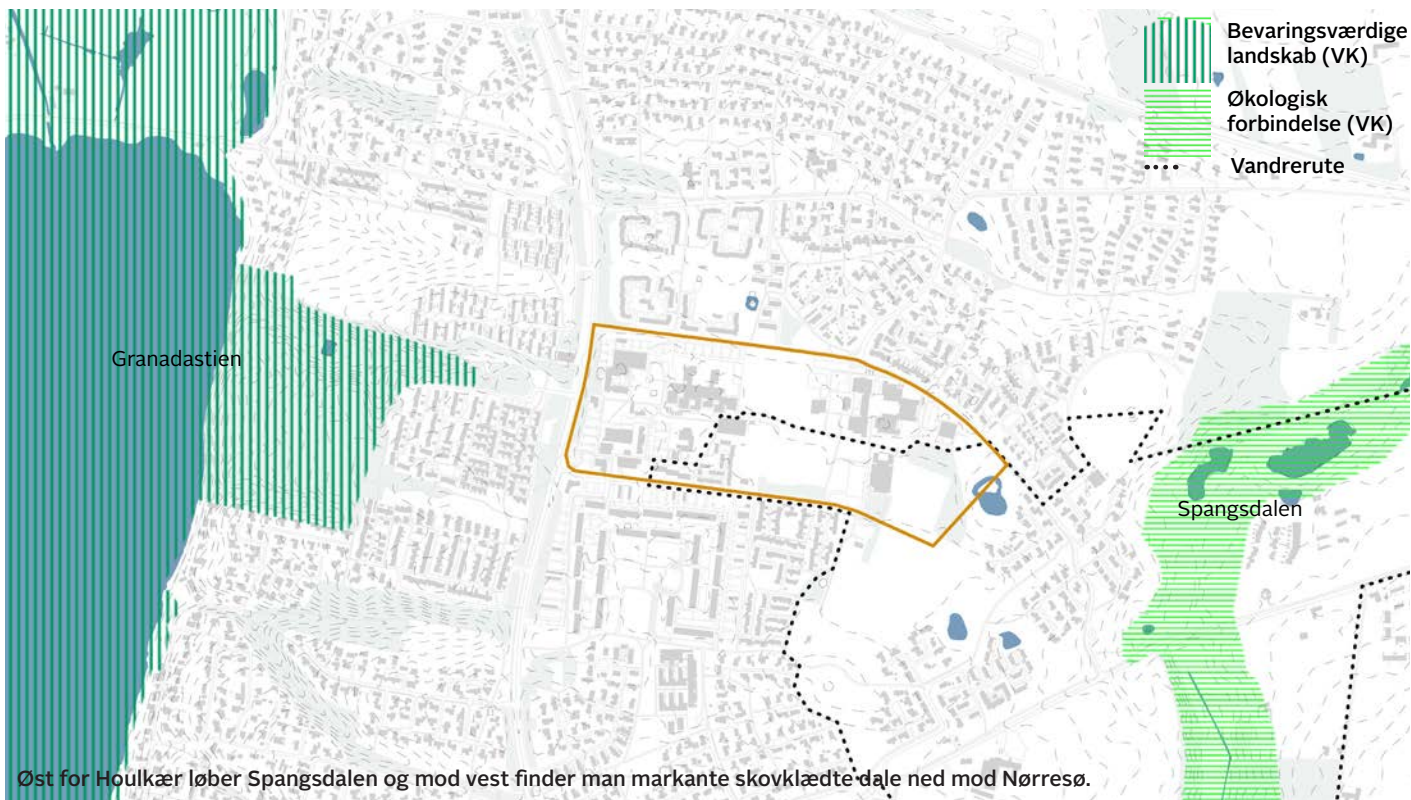 Bevaringsværdige
landskab (VK)
Økologisk
forbindelse (VK)
Vandrerute
Granadastien
Spangsdalen
Øst for Houlkær løber Spangsdalen og mod vest finder man markante skovklædte dale ned mod Nørresø.